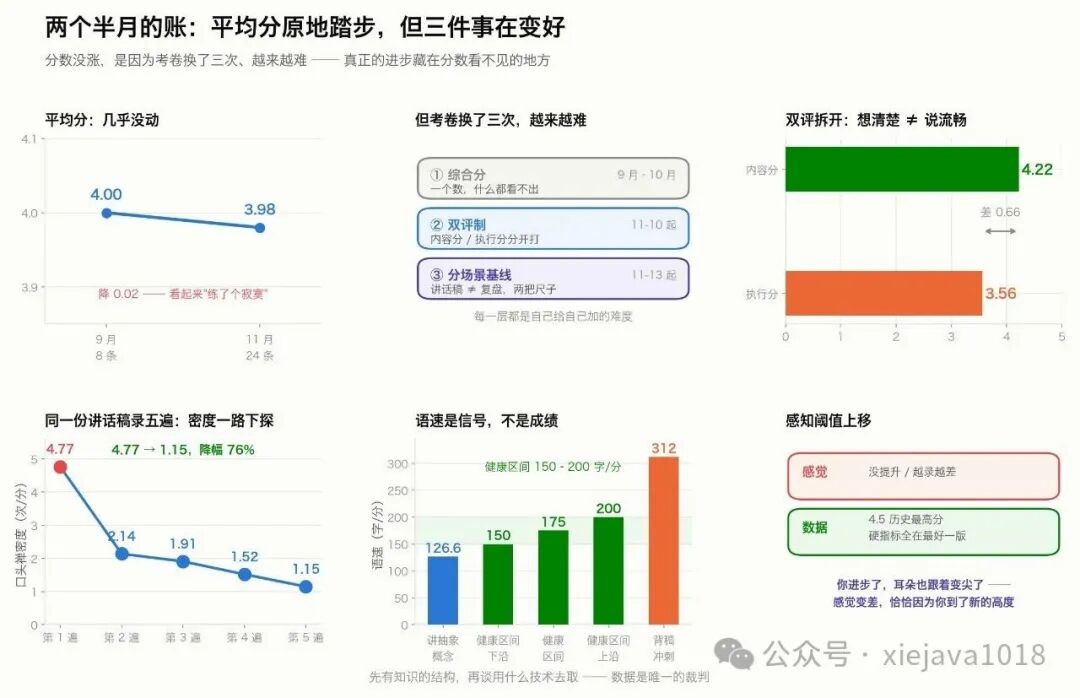 两个半月的账：平均分原地踏步，但三件事在变好
分数没涨，是因为考卷换了三次、越来越难 —— 真正的进步藏在分数看不见的地方
平均分：几乎没动
4.1
4.0
3.9
4.00
3.98
降 0.02 —— 看起来"练了个寂寞"
9 月
8 条
11 月
24 条
但考卷换了三次，越来越难
① 综合分
9 月 - 10 月
一个数，什么都看不出
② 双评制
11-10 起
内容分 / 执行分分开打
③ 分场景基线
11-13 起
讲话稿 ≠ 复盘，两把尺子
每一层都是自己给自己加的难度
双评拆开：想清楚 ≠ 说流畅
内容分
4.22
差 0.66
执行分
3.56
0 1 2 3 4 5
同一份讲话稿录五遍：密度一路下探
口头禅密度（次/分）
5
4
3
2
1
0
4.77
4.77 → 1.15，降幅 76%
2.14
1.91
1.52
1.15
第 1 遍 第 2 遍 第 3 遍 第 4 遍 第 5 遍
语速是信号，不是成绩
语速（字/分）
300
250
200
150
100
50
0
健康区间 150 - 200 字/分
126.6
150
175
200
312
讲抽象
概念
健康区间
下沿
健康
区间
健康区间
上沿
背稿
冲刺
感知阈值上移
感觉
没提升 / 越录越差
数据
4.5 历史最高分
硬指标全在最好一版
你进步了，耳朵也跟着变尖了 ——
感觉变差，恰恰因为你到了新的高度
先有知识的结构，再谈用什么技术去取 —— 数据是唯一的裁判
公众号 · xiejava1018